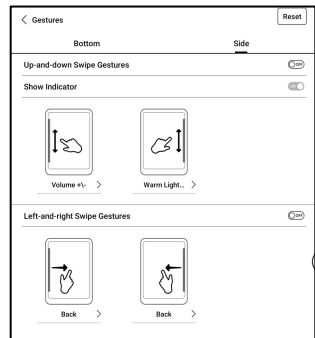 Gestures
Reset
Bottom Side
Up-and-down Swipe Gestures OFF
Show Indicator ON
Volume +\- Warm Light...
Left-and-right Swipe Gestures OFF
Back Back